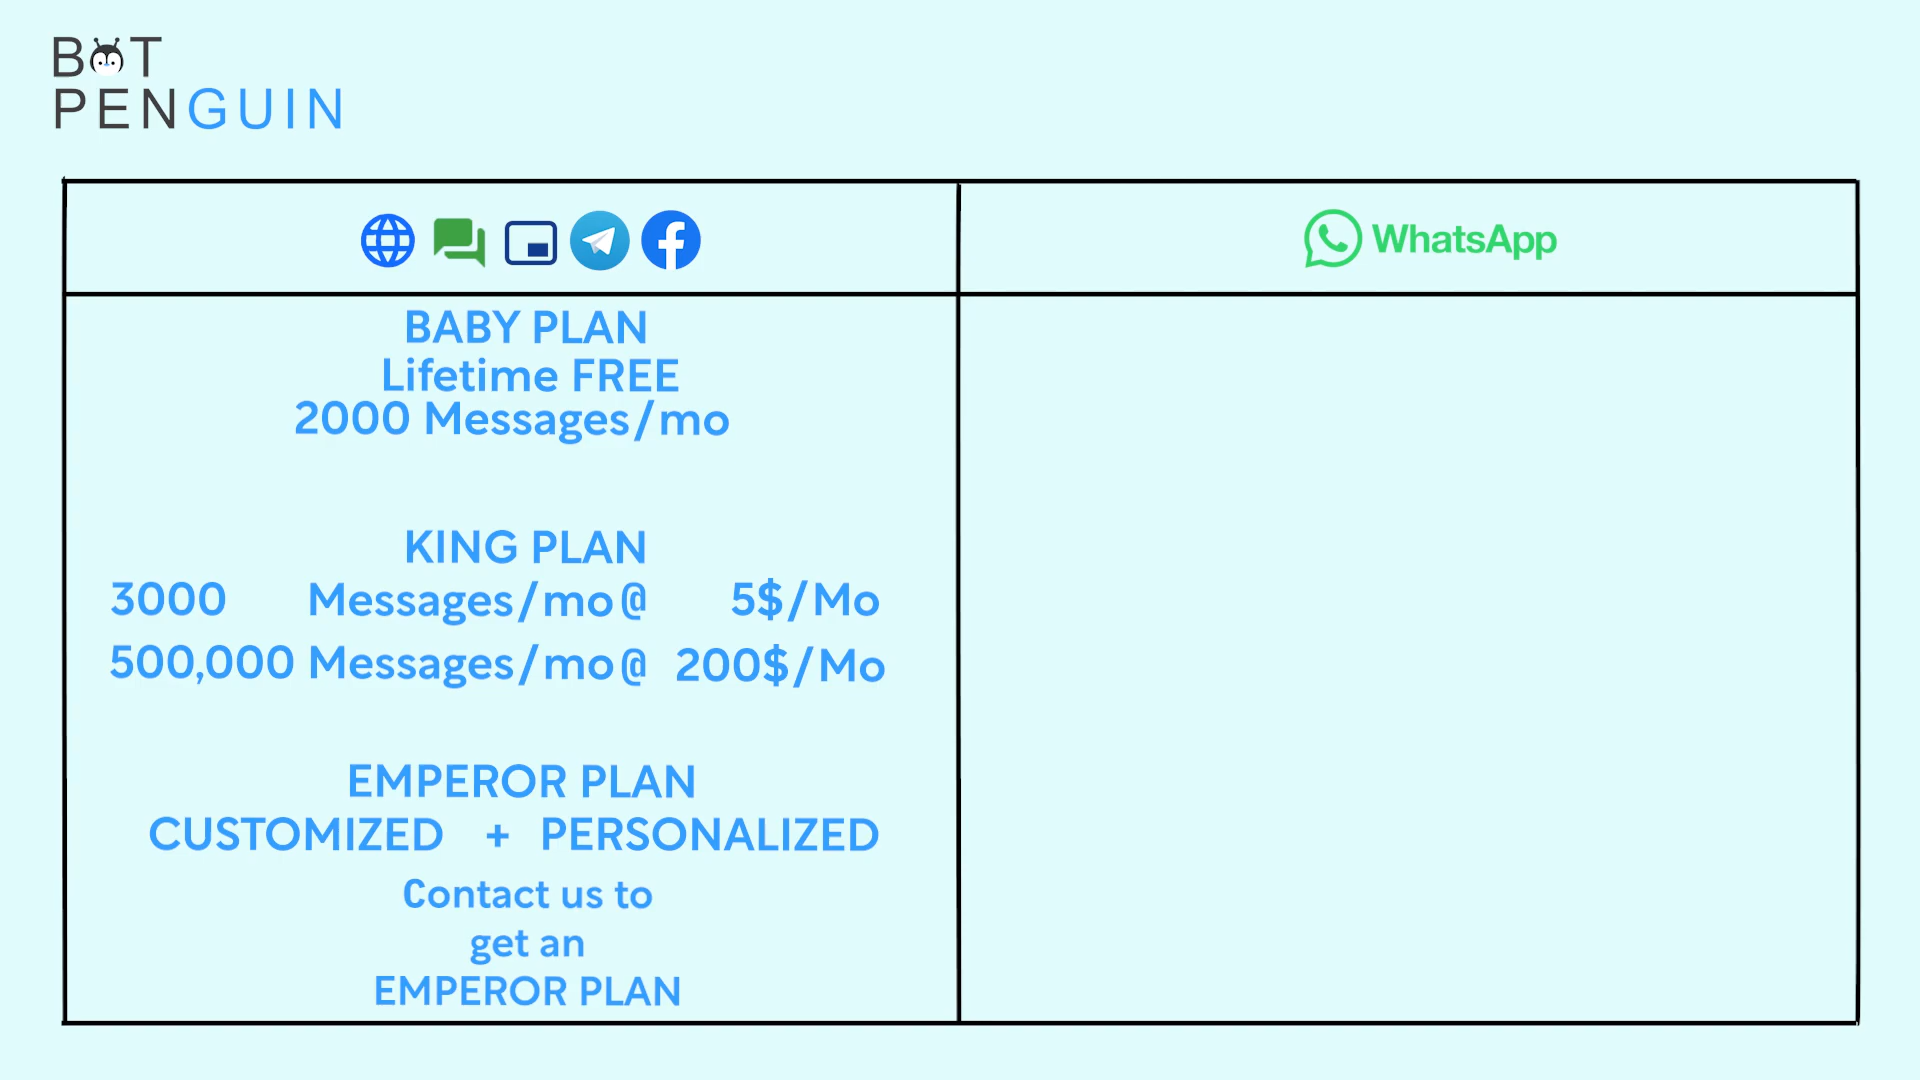 BOT
PENGUIN
WhatsApp
BABY PLAN
Lifetime FREE
2000 Messages/mo
KING PLAN
3000 Messages/mo@ 5$/Mo
500,000 Messages/mo@ 200$/Mo
EMPEROR PLAN
CUSTOMIZED + PERSONALIZED
Contact us to
get an
EMPEROR PLAN